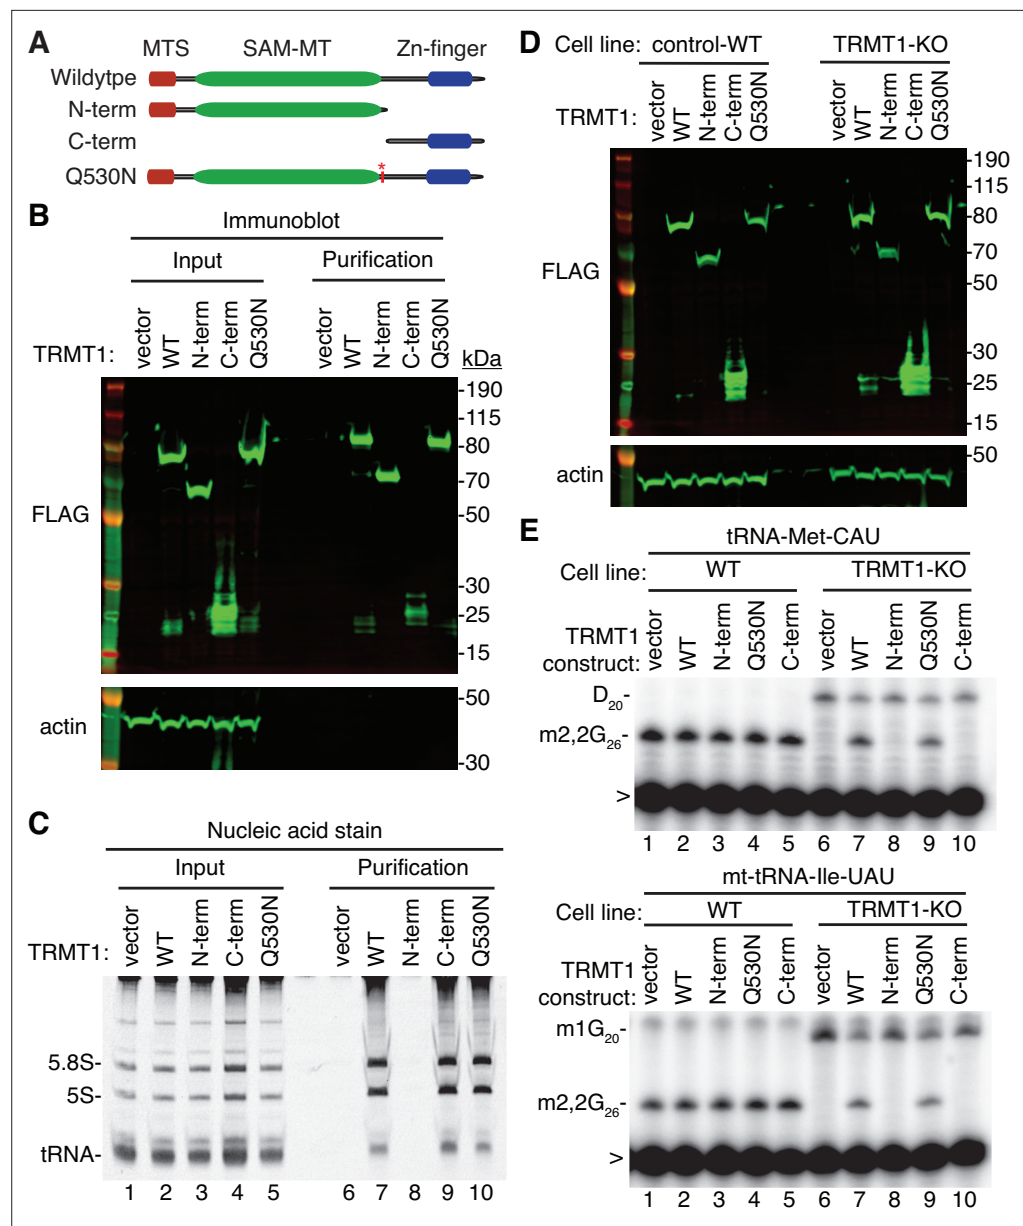 A
MTS SAM-MT Zn-finger
Wildytpe
N-term
C-term
Q530N
*
B
Immunoblot
Input Purification
TRMT1: vector WT N-term C-term Q530N vector WT N-term C-term Q530N
kDa
FLAG
-190
-115
-80
-70
-50
-30
-25
-15
actin
-50
-30
C
Nucleic acid stain
Input Purification
TRMT1: vector WT N-term C-term Q530N vector WT N-term C-term Q530N
5.8S-
5S-
tRNA-
1 2 3 4 5 6 7 8 9 10
D
Cell line: control-WT TRMT1-KO
TRMT1: vector WT N-term C-term Q530N vector WT N-term C-term Q530N
FLAG
-190
-115
-80
-70
-50
-30
-25
-15
actin
-50
E
tRNA-Met-CAU
Cell line: WT TRMT1-KO
TRMT1
construct: vector WT N-term Q530N C-term vector WT N-term Q530N C-term
D20-
m2,2G26-
>
1 2 3 4 5 6 7 8 9 10
mt-tRNA-Ile-UAU
Cell line: WT TRMT1-KO
TRMT1
construct: vector WT N-term Q530N C-term vector WT N-term Q530N C-term
m1G20-
m2,2G26-
>
1 2 3 4 5 6 7 8 9 10